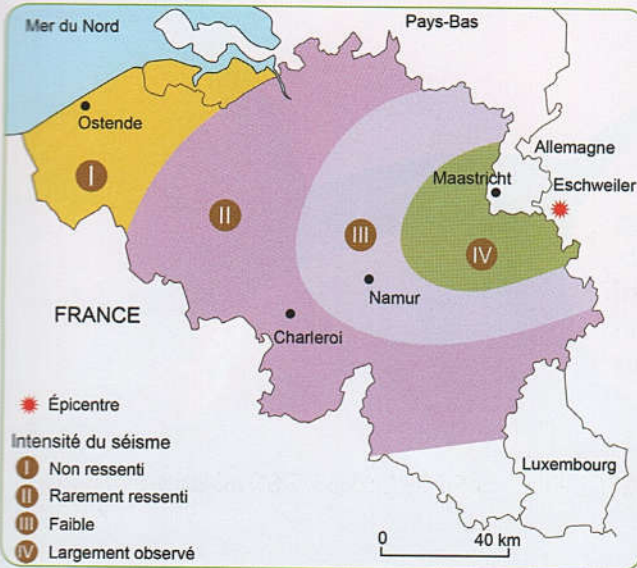 Mer du Nord
Pays-Bas
Ostende
Allemagne
Maastricht
Eschweiler
I
II
III
IV
Namur
FRANCE
Charleroi
Épicentre
Intensité du séisme
I Non ressenti
II Rarement ressenti
III Faible
IV Largement observé
Luxembourg
0 40 km